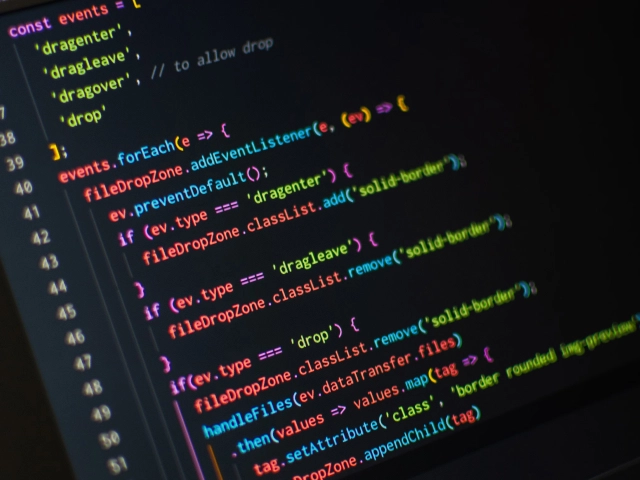 const events = [
'dragenter',
'dragleave',
'dragover', // to allow drop
37 'drop'
38 ];
39 events.forEach(e => {
40 fileDropZone.addEventListener(e, (ev) => {
41 ev.preventDefault();
42 if (ev.type === 'dragenter') {
43 fileDropZone.classList.add('solid-border');
44 }
45 if (ev.type === 'dragleave') {
46 fileDropZone.classList.remove('solid-border');
47 }
48 if(ev.type === 'drop') {
49 fileDropZone.classList.remove('solid-border');
50 handleFiles(ev.dataTransfer.files)
51 .then(values => values.map(tag => {
tag.setAttribute('class', 'border rounded img-preview'
DropZone.appendChild(tag)